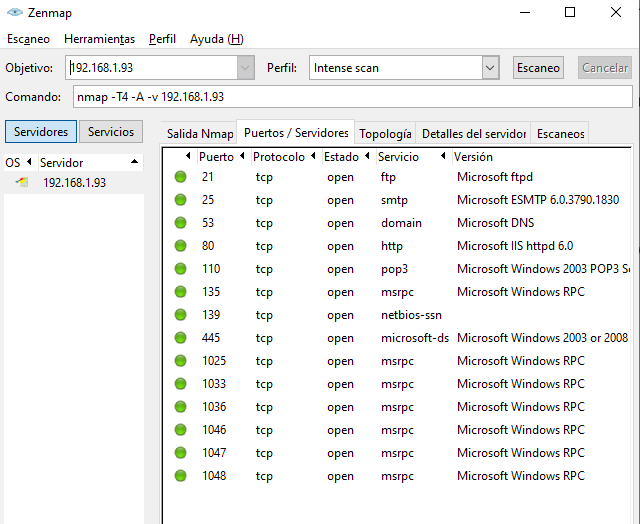 Zenmap
Escaneo Herramientas Perfil Ayuda (H)
Objetivo: 192.168.1.93 Perfil: Intense scan Escaneo Cancelar
Comando: nmap -T4 -A -v 192.168.1.93
Servidores Servicios Salida Nmap Puertos / Servidores Topología Detalles del servidor Escaneos
OS Servidor Puerto Protocolo Estado Servicio Versión
192.168.1.93
21 tcp open ftp Microsoft ftpd
25 tcp open smtp Microsoft ESMTP 6.0.3790.1830
53 tcp open domain Microsoft DNS
80 tcp open http Microsoft IIS httpd 6.0
110 tcp open pop3 Microsoft Windows 2003 POP3 Se
135 tcp open msrpc Microsoft Windows RPC
139 tcp open netbios-ssn
445 tcp open microsoft-ds Microsoft Windows 2003 or 2008
1025 tcp open msrpc Microsoft Windows RPC
1033 tcp open msrpc Microsoft Windows RPC
1036 tcp open msrpc Microsoft Windows RPC
1046 tcp open msrpc Microsoft Windows RPC
1047 tcp open msrpc Microsoft Windows RPC
1048 tcp open msrpc Microsoft Windows RPC